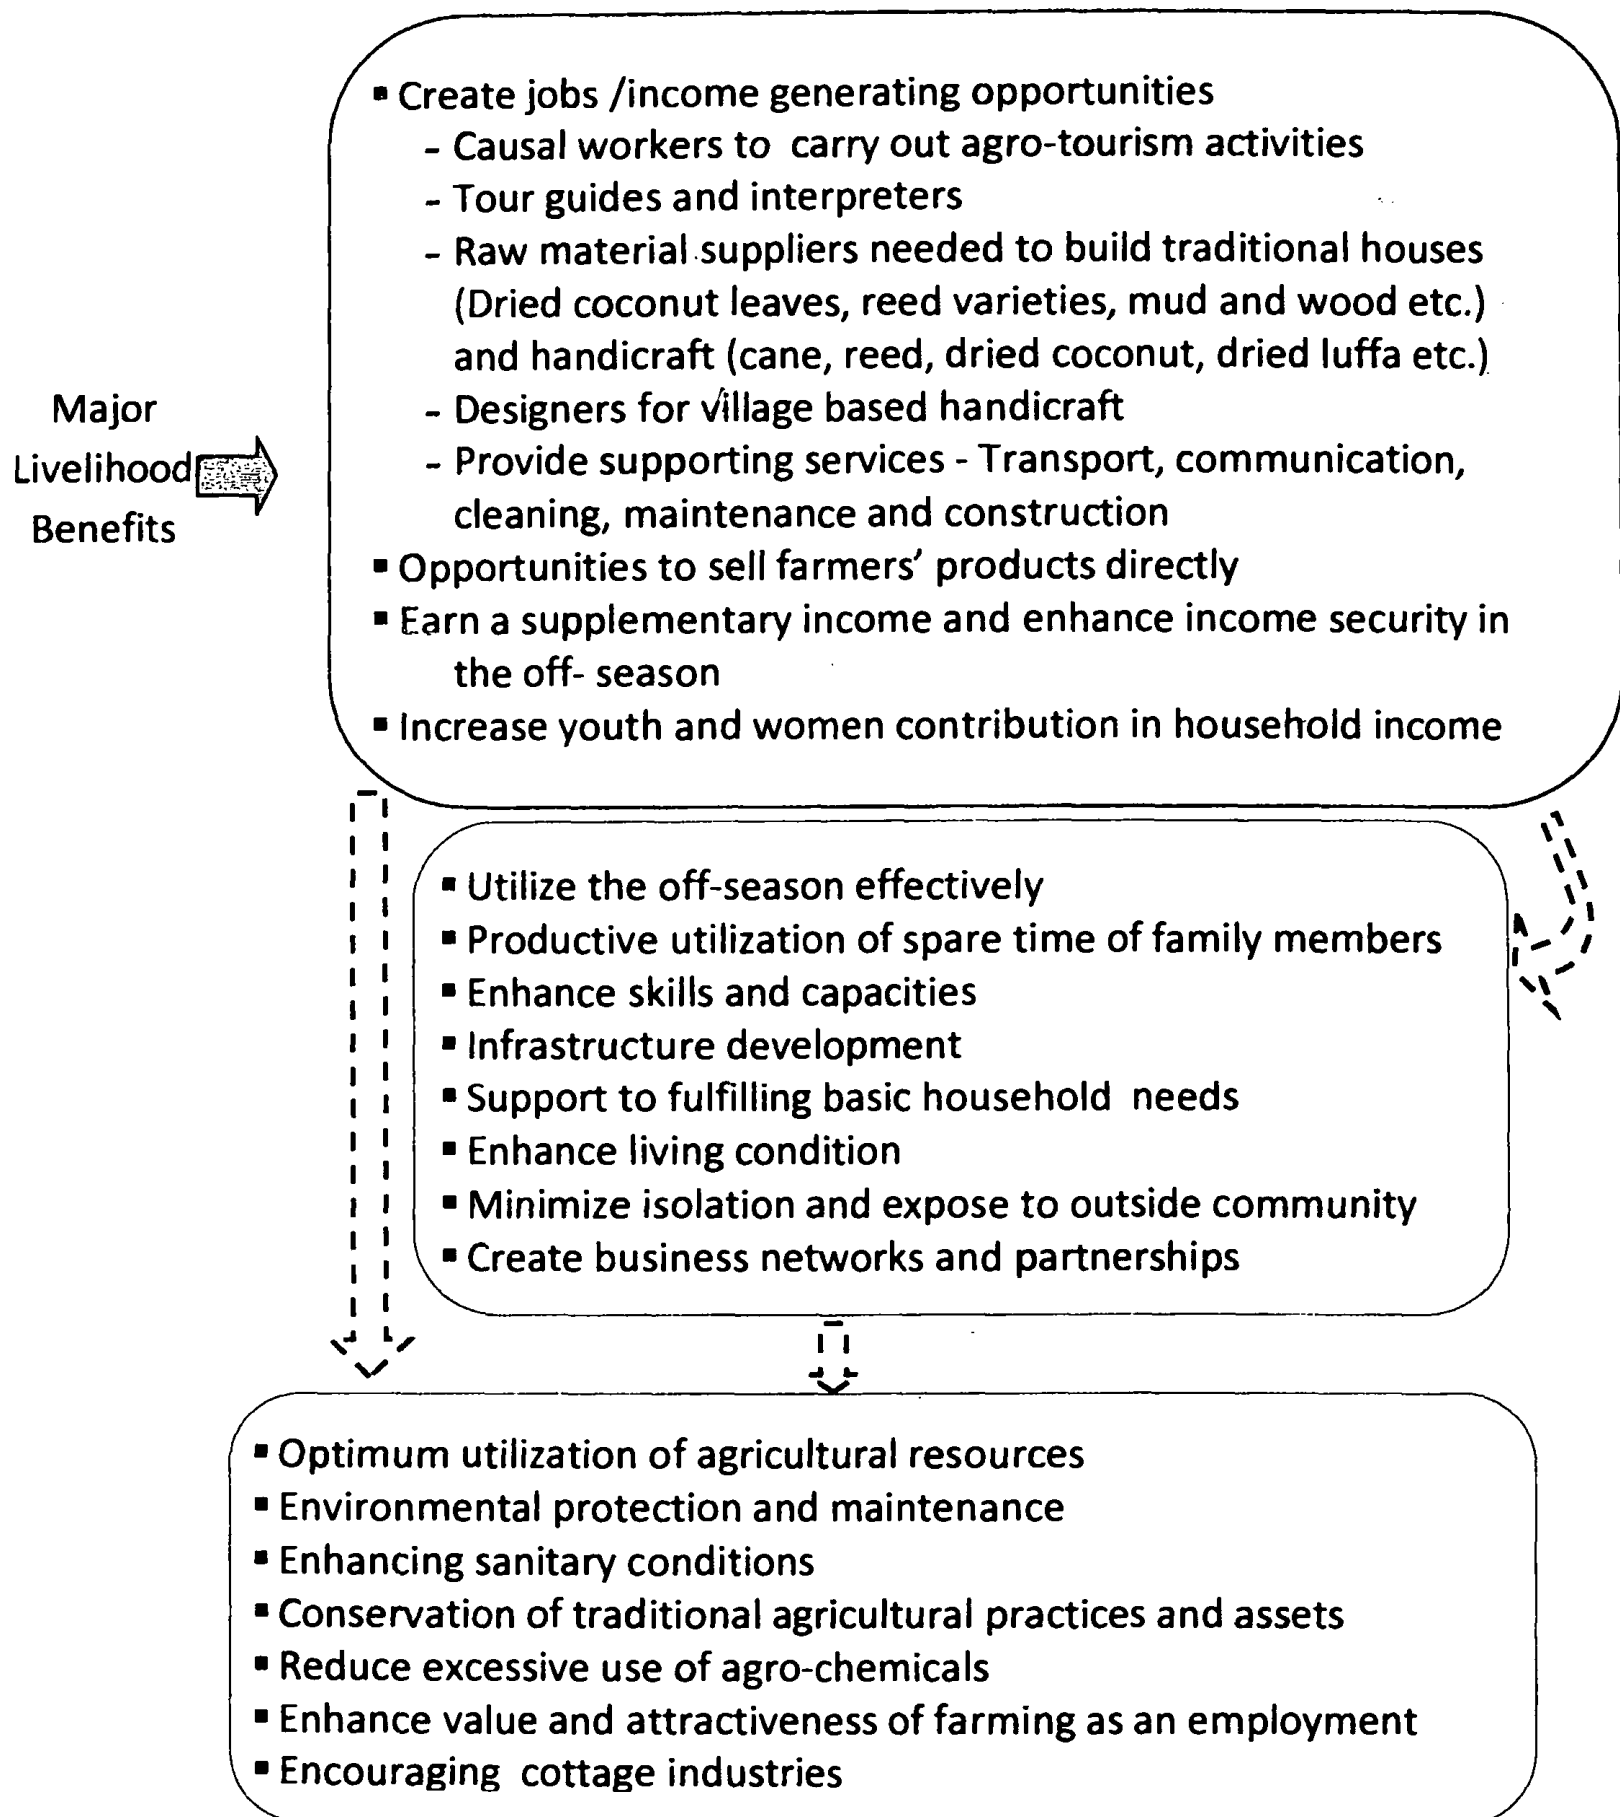 Major
Livelihood
Benefits
▪ Create jobs /income generating opportunities
- Causal workers to carry out agro-tourism activities
- Tour guides and interpreters
- Raw material suppliers needed to build traditional houses
(Dried coconut leaves, reed varieties, mud and wood etc.)
and handicraft (cane, reed, dried coconut, dried luffa etc.)
- Designers for village based handicraft
- Provide supporting services - Transport, communication,
cleaning, maintenance and construction
▪ Opportunities to sell farmers’ products directly
▪ Earn a supplementary income and enhance income security in
the off- season
▪ Increase youth and women contribution in household income
▪ Utilize the off-season effectively
▪ Productive utilization of spare time of family members
▪ Enhance skills and capacities
▪ Infrastructure development
▪ Support to fulfilling basic household needs
▪ Enhance living condition
▪ Minimize isolation and expose to outside community
▪ Create business networks and partnerships
▪ Optimum utilization of agricultural resources
▪ Environmental protection and maintenance
▪ Enhancing sanitary conditions
▪ Conservation of traditional agricultural practices and assets
▪ Reduce excessive use of agro-chemicals
▪ Enhance value and attractiveness of farming as an employment
▪ Encouraging cottage industries